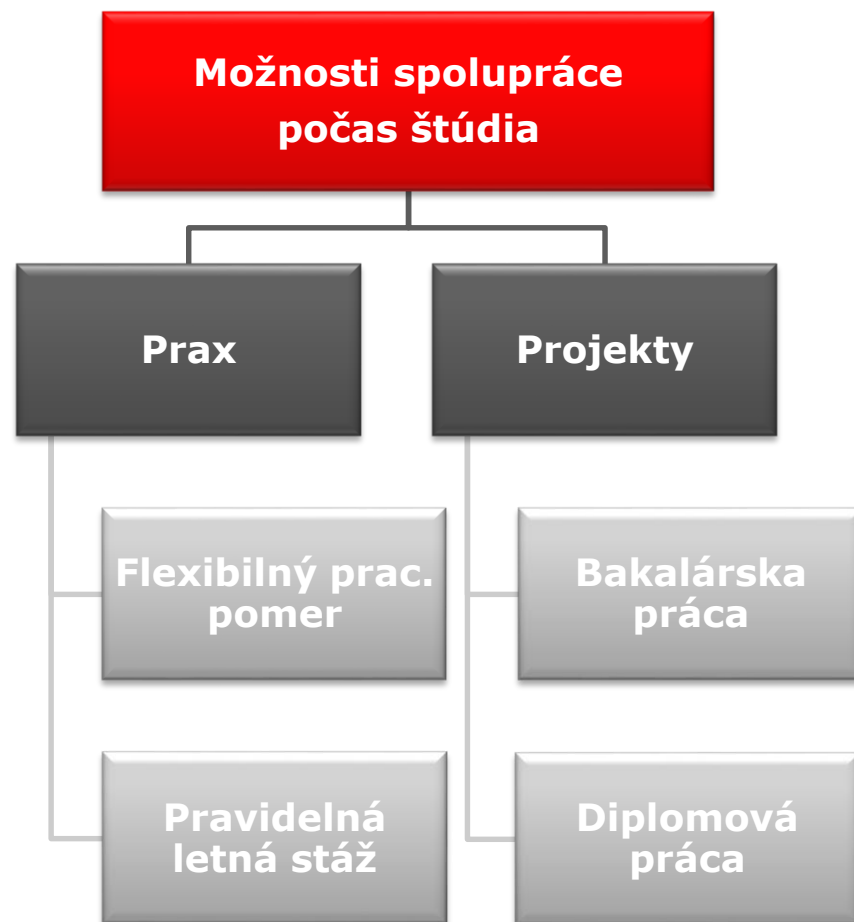 Možnosti spolupráce
počas štúdia
Prax
Projekty
Flexibilný prac.
pomer
Bakalárska
práca
Pravidelná
letná stáž
Diplomová
práca